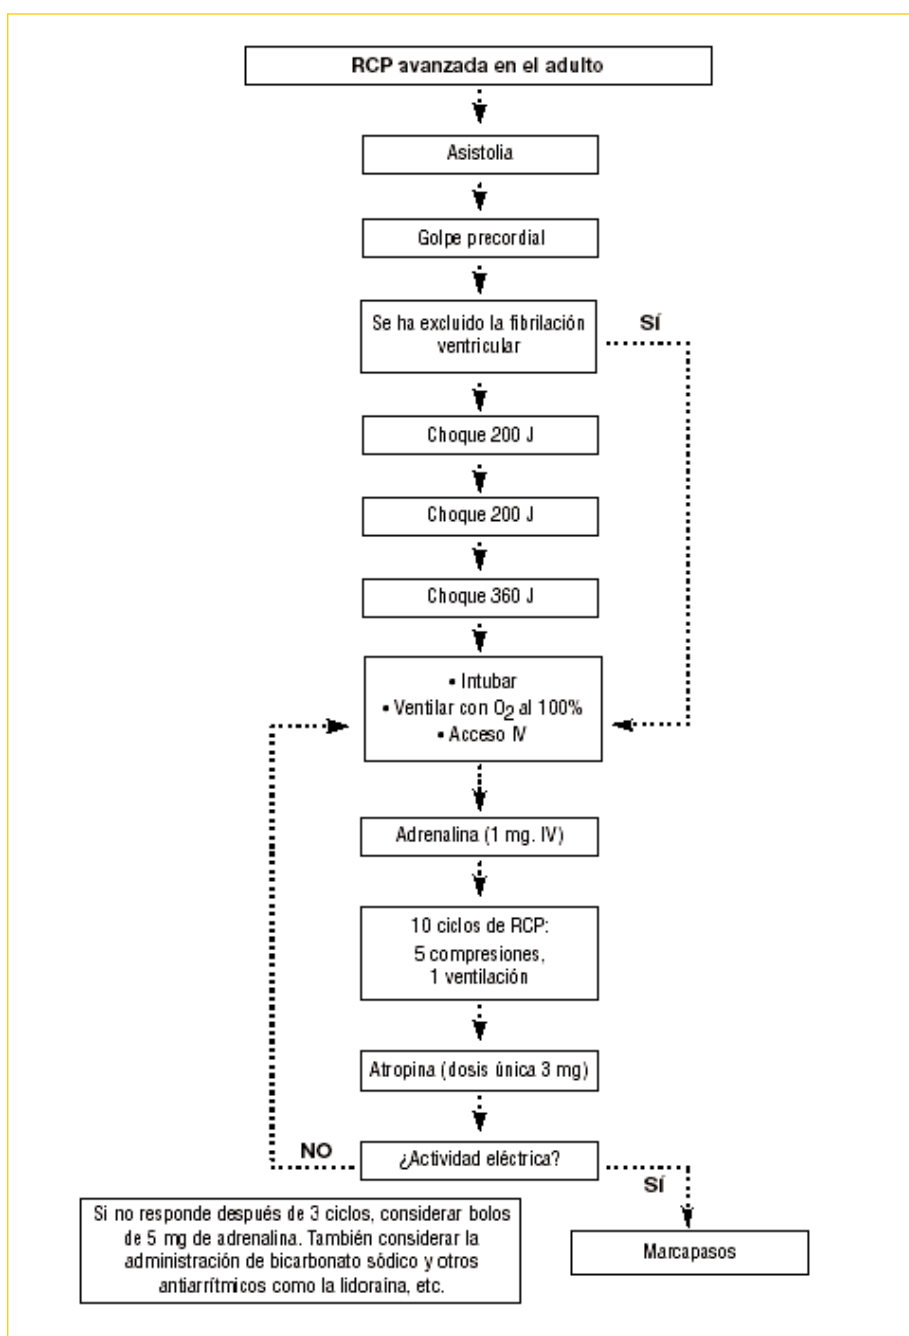 RCP avanzada en el adulto
Asistolia
Golpe precordial
Se ha excluido la fibrilación
ventricular
SÍ
Choque 200 J
Choque 200 J
Choque 360 J
▪ Intubar
▪ Ventilar con O2 al 100%
▪ Acceso IV
Adrenalina (1 mg. IV)
10 ciclos de RCP:
5 compresiones,
1 ventilación
Atropina (dosis única 3 mg)
NO
¿Actividad eléctrica?
SÍ
Si no responde después de 3 ciclos, considerar bolos
de 5 mg de adrenalina. También considerar la
administración de bicarbonato sódico y otros
antiarrítmicos como la lidoraína, etc.
Marcapasos